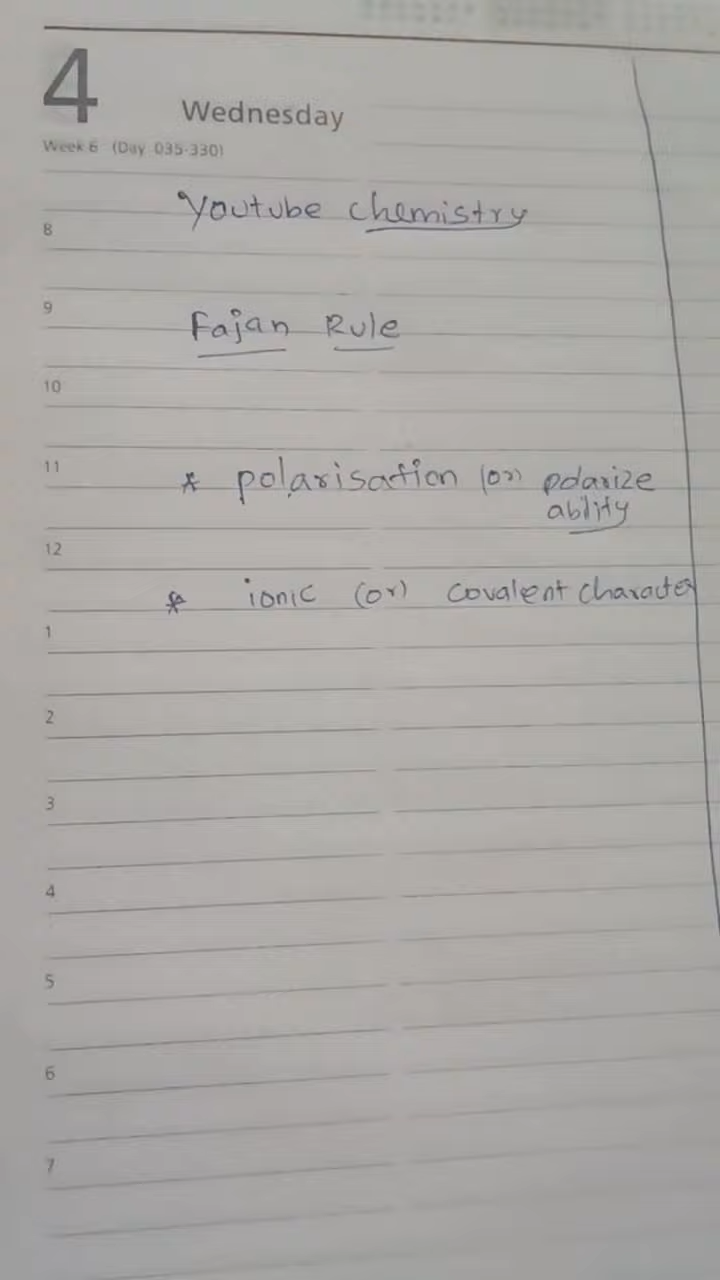 4 Wednesday
Week 6 (Day 035-330)
Youtube chemistry
8
9
Fajan Rule
10
11
* polarisation (or) polarize
ability
12
* ionic (or) covalent character
1
2
3
4
5
6
7